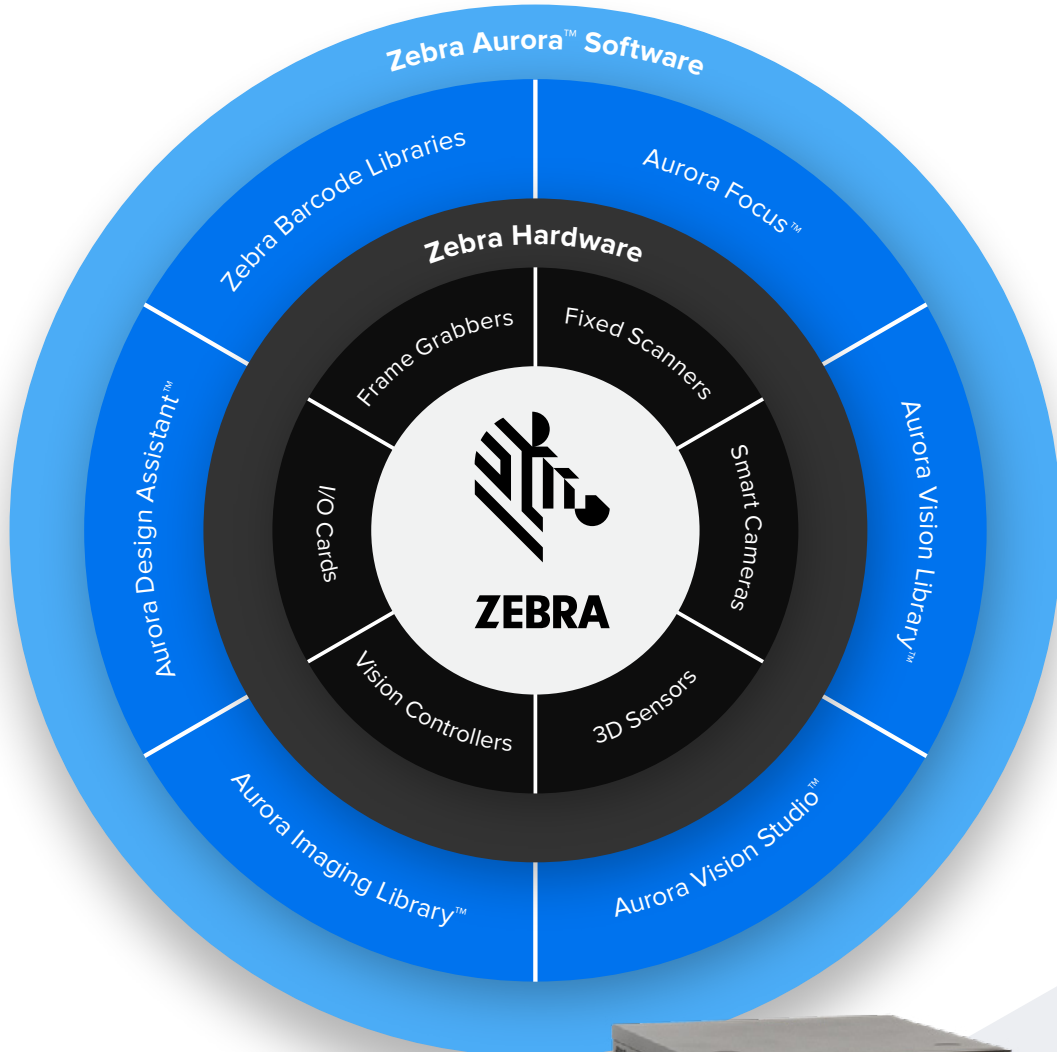 Zebra Aurora™ Software
Zebra Barcode Libraries
Aurora Focus™
Aurora Vision Library™
Aurora Vision Studio™
Aurora Imaging Library™
Aurora Design Assistant™
Zebra Hardware
Frame Grabbers
Fixed Scanners
Smart Cameras
3D Sensors
Vision Controllers
I/O Cards
ZEBRA